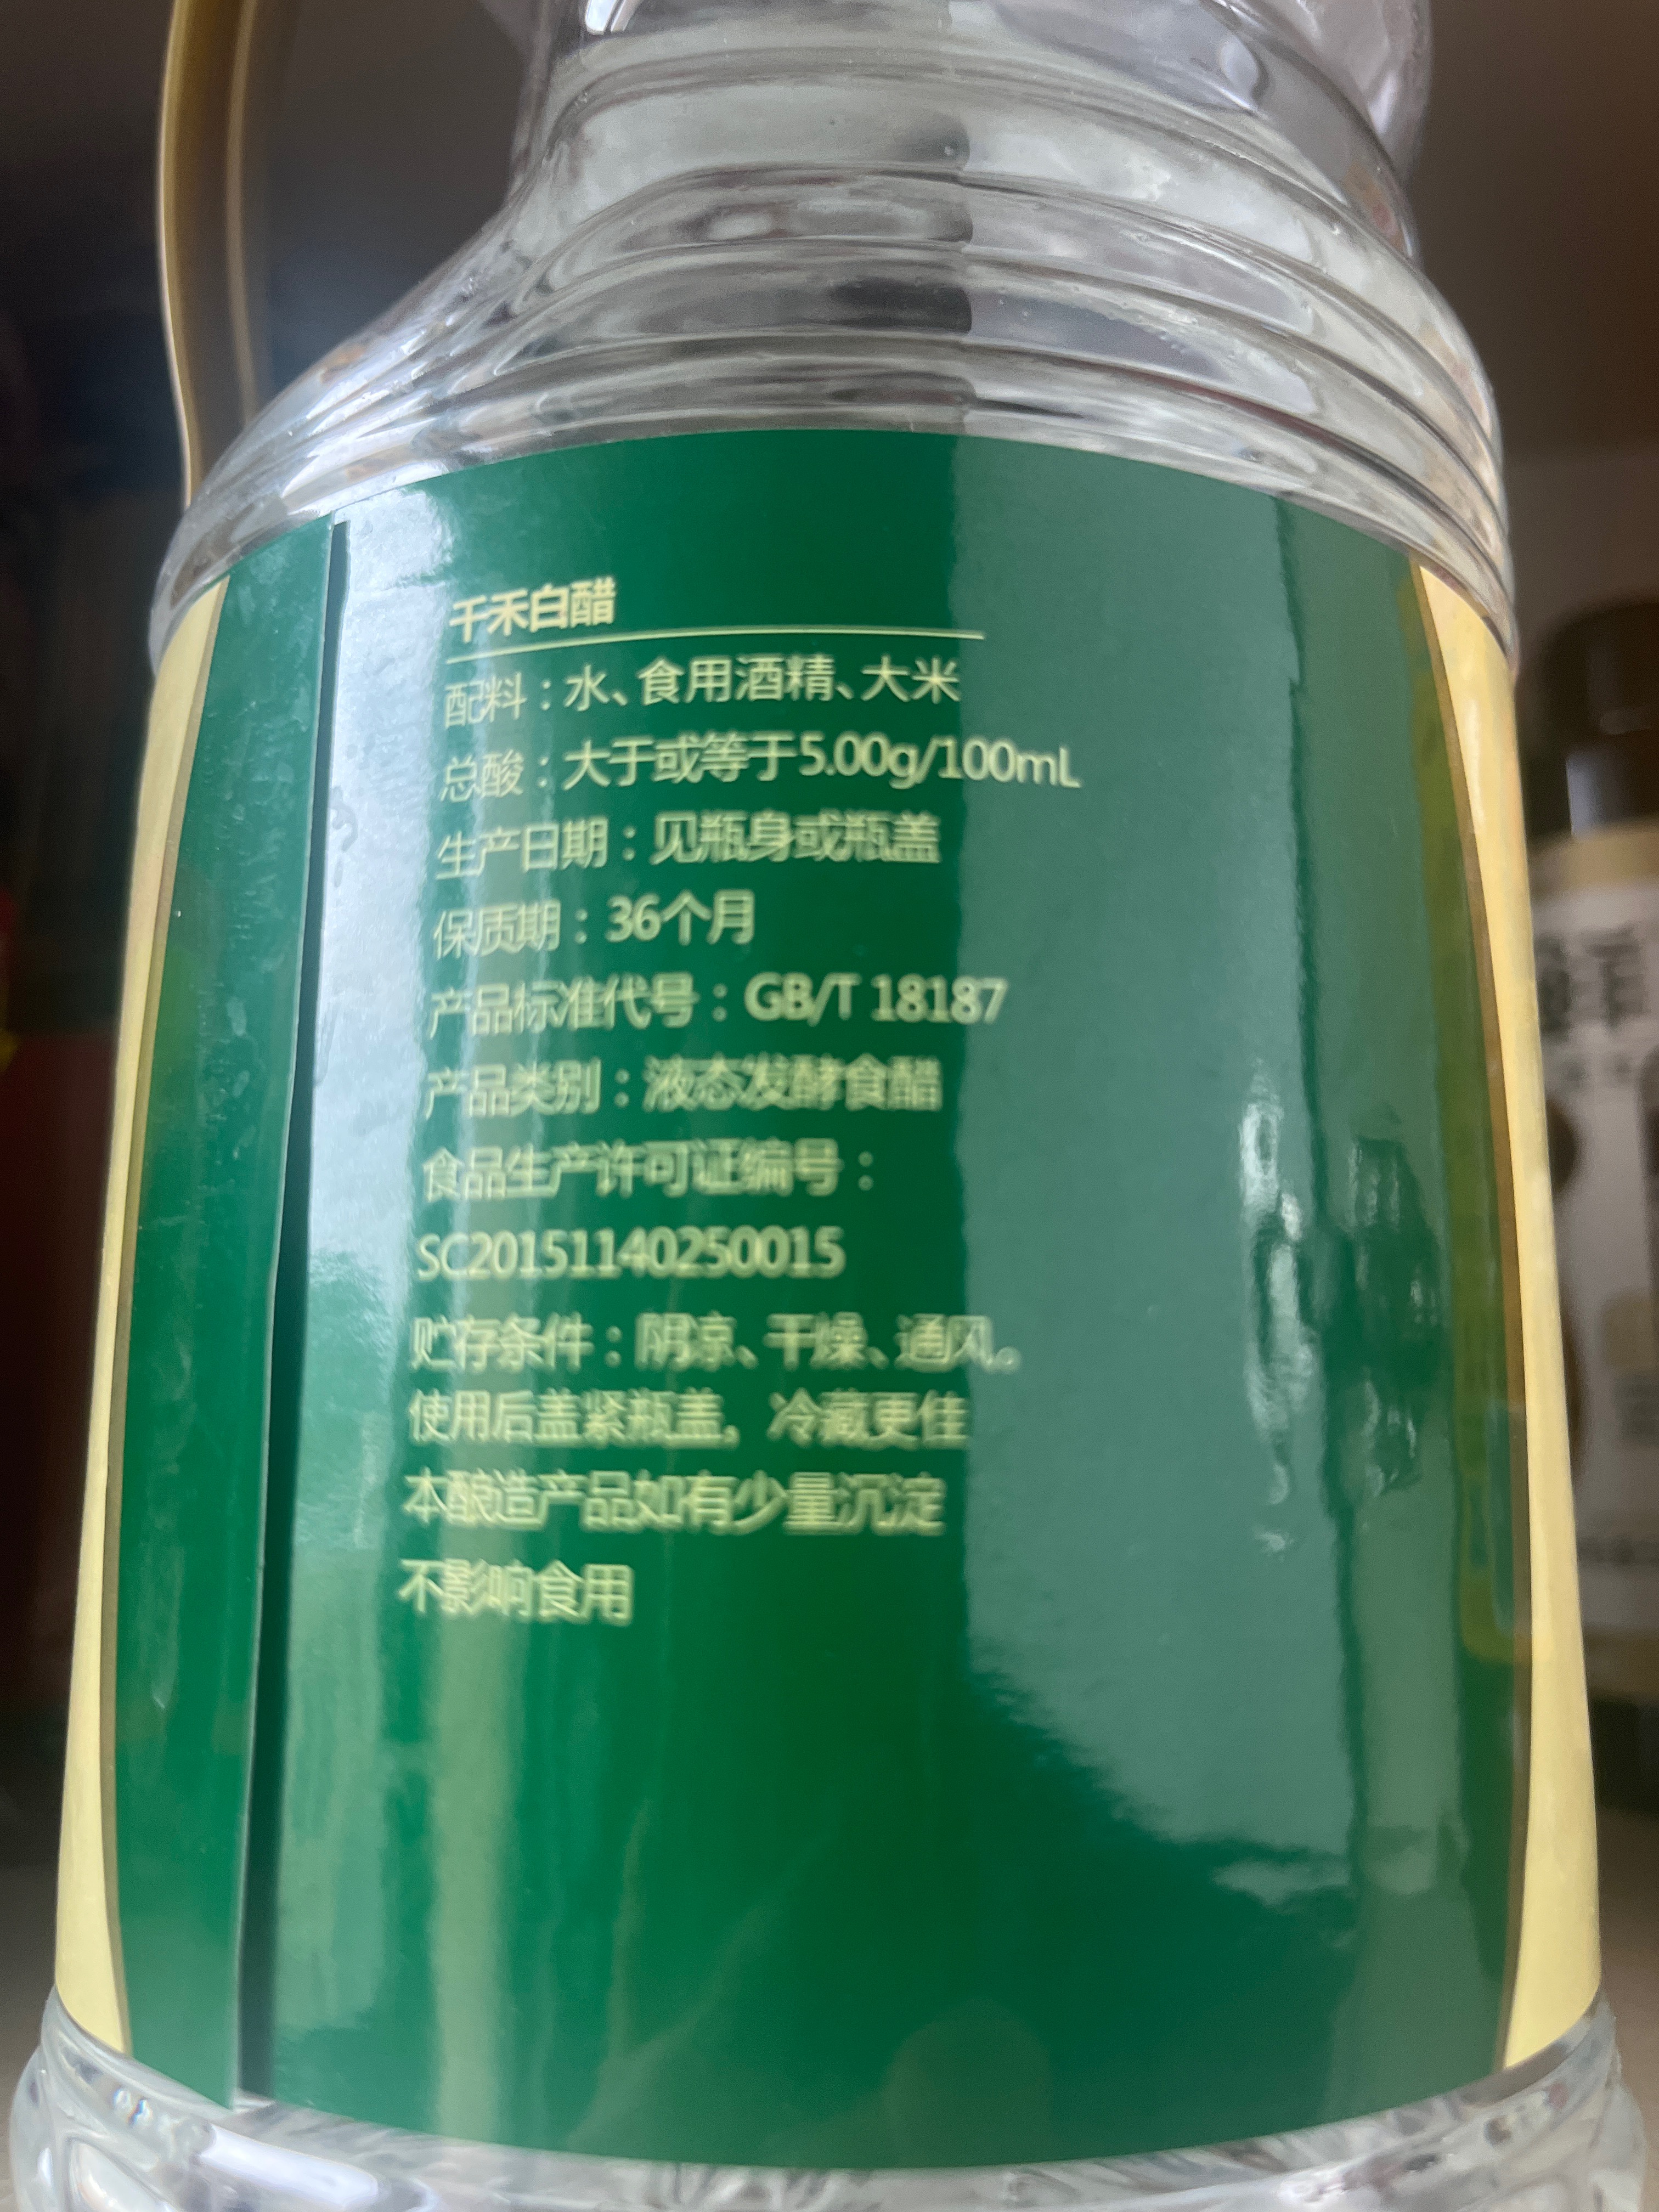 千禾白醋
配料：水、食用酒精、大米
总酸：大于或等于5.00g/100mL
生产日期：见瓶身或瓶盖
保质期：36个月
产品标准代号：GB/T 18187
产品类别：液态发酵食醋
食品生产许可证编号：
SC20151140250015
贮存条件：阴凉、干燥、通风。
使用后盖紧瓶盖，冷藏更佳
本酿造产品如有少量沉淀
不影响食用